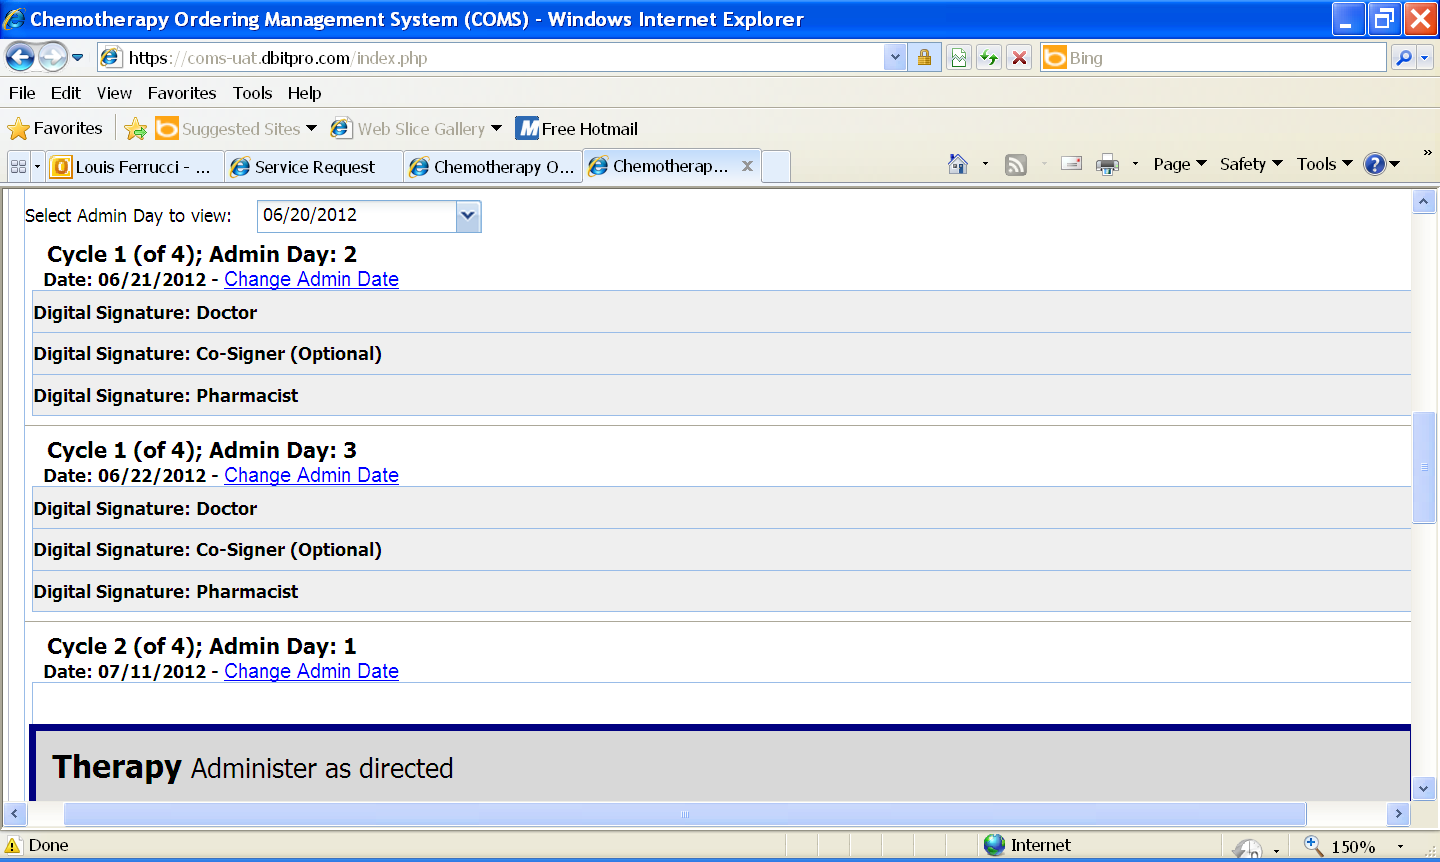 Chemotherapy Ordering Management System (COMS) - Windows Internet Explorer
https://coms-uat.dbitpro.com/index.php
Bing
File Edit View Favorites Tools Help
Favorites Suggested Sites Web Slice Gallery Free Hotmail
Louis Ferrucci - ... Service Request Chemotherapy O... Chemotherap... Page Safety Tools »
Select Admin Day to view: 06/20/2012
Cycle 1 (of 4); Admin Day: 2
Date: 06/21/2012 - Change Admin Date
Digital Signature: Doctor
Digital Signature: Co-Signer (Optional)
Digital Signature: Pharmacist
Cycle 1 (of 4); Admin Day: 3
Date: 06/22/2012 - Change Admin Date
Digital Signature: Doctor
Digital Signature: Co-Signer (Optional)
Digital Signature: Pharmacist
Cycle 2 (of 4); Admin Day: 1
Date: 07/11/2012 - Change Admin Date
Therapy Administer as directed
Done Internet 150%